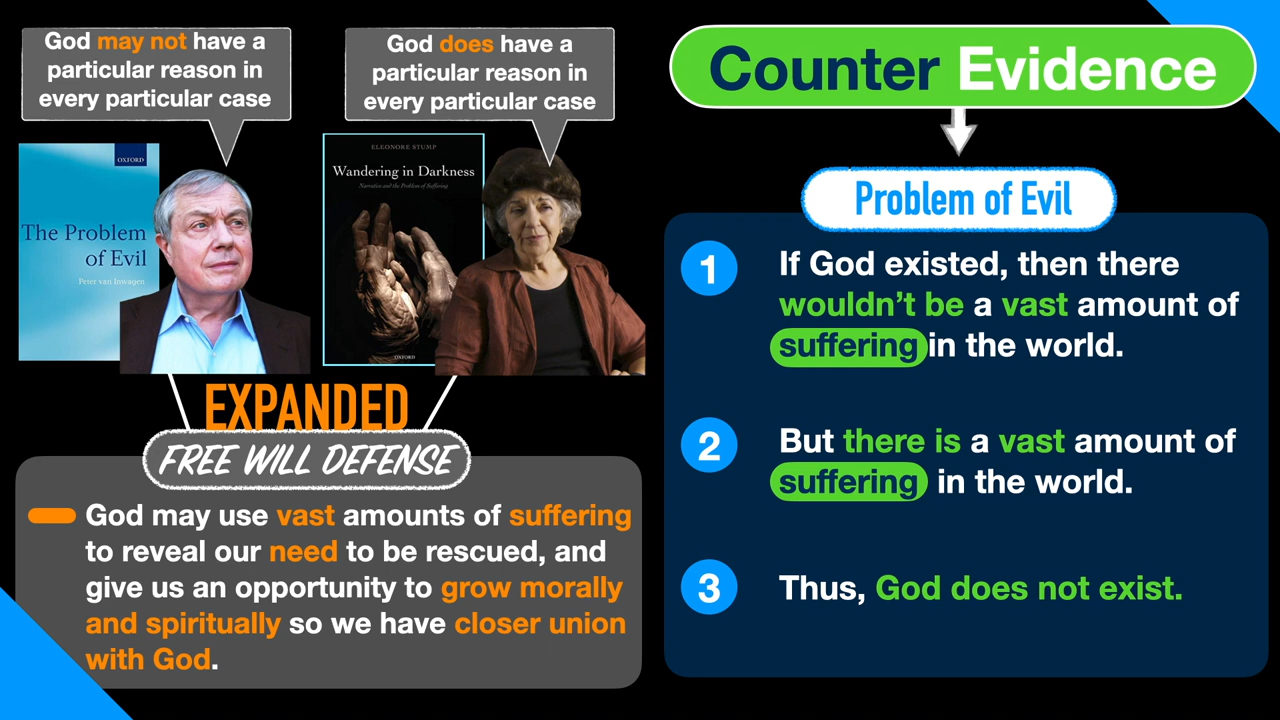 God may not have a
particular reason in
every particular case
God does have a
particular reason in
every particular case
OXFORD
The Problem
of Evil
Peter van Inwagen
ELEONORE STUMP
Wandering in Darkness
Narrative and the Problem of Suffering
OXFORD
EXPANDED
FREE WILL DEFENSE
God may use vast amounts of suffering
to reveal our need to be rescued, and
give us an opportunity to grow morally
and spiritually so we have closer union
with God.
Counter Evidence
Problem of Evil
1
If God existed, then there
wouldn't be a vast amount of
suffering in the world.
2
But there is a vast amount of
suffering in the world.
3
Thus, God does not exist.